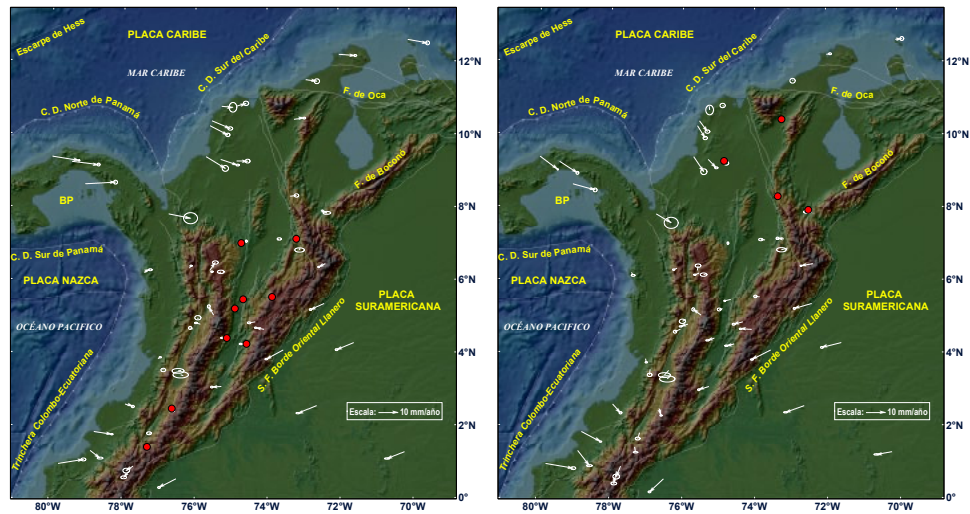 Escarpe de Hess
PLACA CARIBE
MAR CARIBE
C. D. Sur del Caribe
C. D. Norte de Panamá
F. de Oca
F. de Boconó
BP
C. D. Sur de Panamá
PLACA NAZCA
OCÉANO PACIFICO
PLACA
SURAMERICANA
S. F. Borde Oriental Llanero
Trinchera Colombo-Ecuatoriana
Escala: 10 mm/año
12°N
10°N
8°N
6°N
4°N
2°N
0°
80°W
78°W
76°W
74°W
72°W
70°W
Escarpe de Hess
PLACA CARIBE
MAR CARIBE
C. D. Sur del Caribe
C. D. Norte de Panamá
F. de Oca
F. de Boconó
BP
C. D. Sur de Panamá
PLACA NAZCA
OCÉANO PACIFICO
PLACA
SURAMERICANA
S. F. Borde Oriental Llanero
Trinchera Colombo-Ecuatoriana
Escala: 10 mm/año
12°N
10°N
8°N
6°N
4°N
2°N
0°
80°W
78°W
76°W
74°W
72°W
70°W